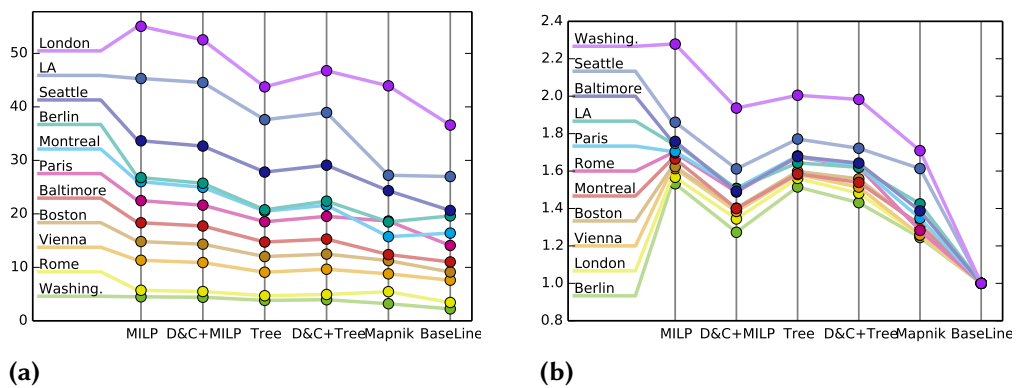 50
40
30
20
10
0
London
LA
Seattle
Berlin
Montreal
Paris
Baltimore
Boston
Vienna
Rome
Washing.
MILP D&C+MILP Tree D&C+Tree Mapnik BaseLine
(a)
2.4
2.2
2.0
1.8
1.6
1.4
1.2
1.0
0.8
Washing.
Seattle
Baltimore
LA
Paris
Rome
Montreal
Boston
Vienna
London
Berlin
MILP D&C+MILP Tree D&C+Tree Mapnik BaseLine
(b)